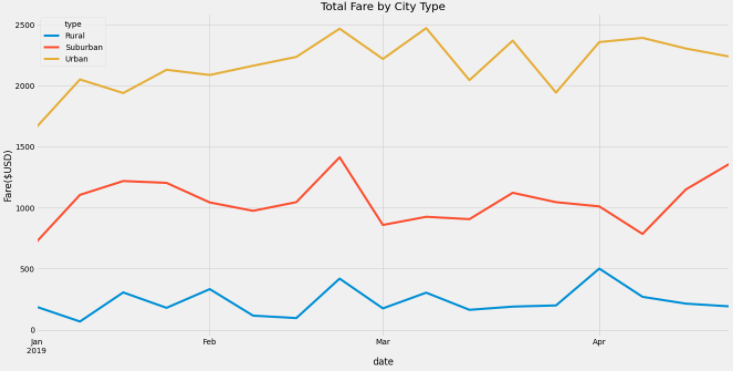 Total Fare by City Type
type
Rural
Suburban
Urban
Fare($USD)
2500
2000
1500
1000
500
0
Jan
2019
Feb
Mar
Apr
date